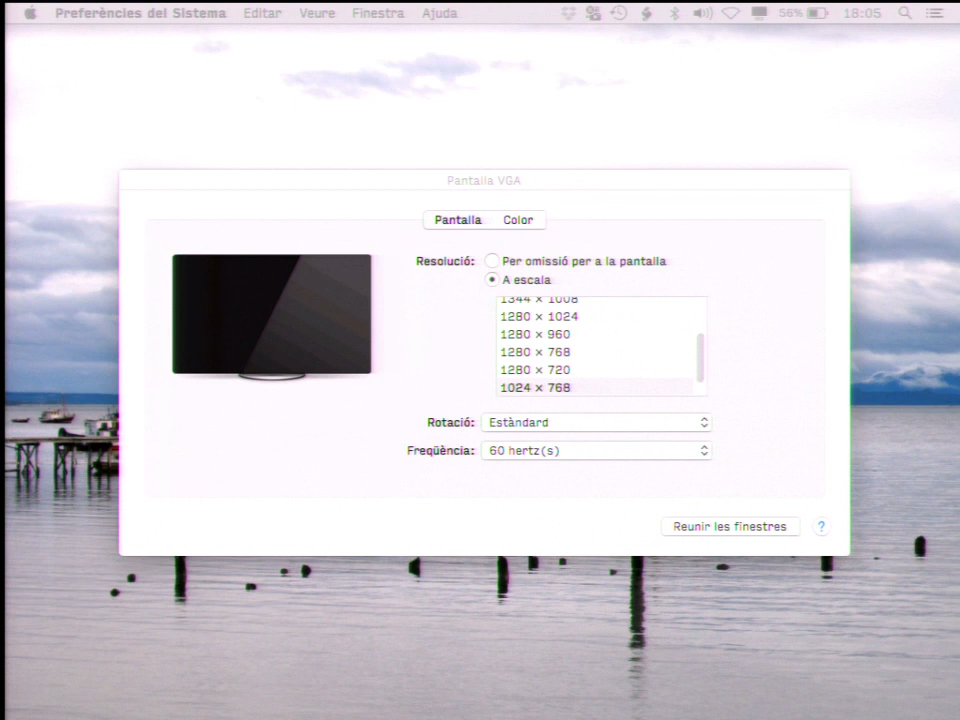 Preferències del Sistema Editar Veure Finestra Ajuda 56% 18:05
Pantalla VGA
Pantalla Color
Resolució: Per omissió per a la pantalla
A escala
1344 × 1008
1280 × 1024
1280 × 960
1280 × 768
1280 × 720
1024 × 768
Rotació: Estàndard
Freqüència: 60 hertz(s)
Reunir les finestres ?